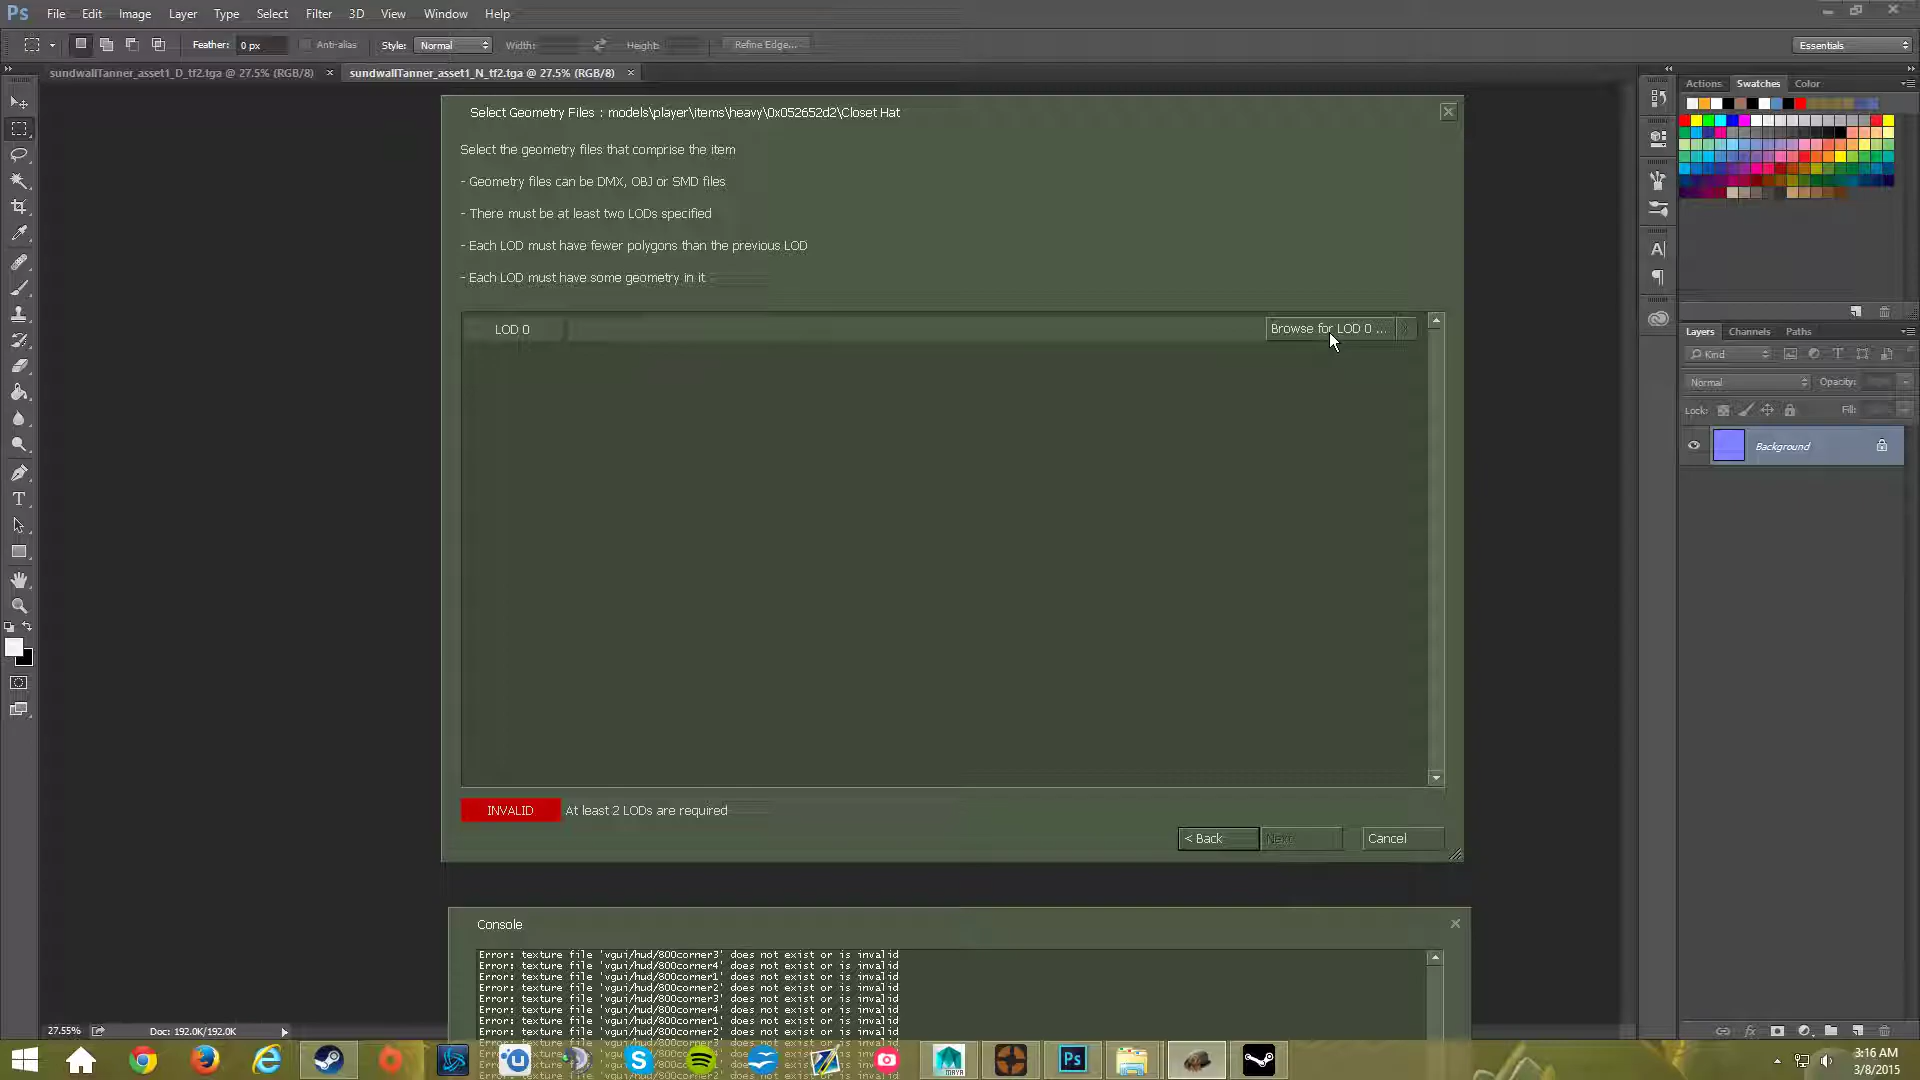 Ps File Edit Image Layer Type Select Filter 3D View Window Help
Feather: 0 px Anti-alias Style: Normal Width: Height: Refine Edge... Essentials
sundwallTanner_asset1_D_tf2.tga @ 27.5% (RGB/8) × sundwallTanner_asset1_N_tf2.tga @ 27.5% (RGB/8) ×
Actions Swatches Color
Select Geometry Files : models\player\items\heavy\0x052652d2\Closet Hat
Select the geometry files that comprise the item
- Geometry files can be DMX, OBJ or SMD files
- There must be at least two LODs specified
- Each LOD must have fewer polygons than the previous LOD
- Each LOD must have some geometry in it
LOD 0 Browse for LOD 0 ...
Layers Channels Paths
Kind
Normal Opacity:
Lock: Fill:
Background
INVALID At least 2 LODs are required
< Back Next Cancel
Console
Error: texture file 'vgui/hud/800corner3' does not exist or is invalid
Error: texture file 'vgui/hud/800corner4' does not exist or is invalid
Error: texture file 'vgui/hud/800corner1' does not exist or is invalid
Error: texture file 'vgui/hud/800corner2' does not exist or is invalid
Error: texture file 'vgui/hud/800corner3' does not exist or is invalid
Error: texture file 'vgui/hud/800corner4' does not exist or is invalid
Error: texture file 'vgui/hud/800corner1' does not exist or is invalid
Error: texture file 'vgui/hud/800corner2' does not exist or is invalid
27.55% Doc: 192.0K/192.0K
MAYA
Ps
3:16 AM
3/8/2015